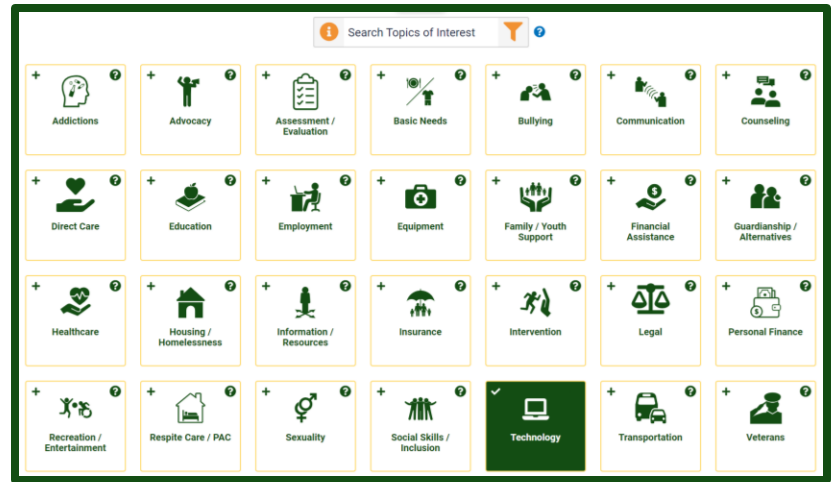 Search Topics of Interest
Addictions
Advocacy
Assessment /
Evaluation
Basic Needs
Bullying
Communication
Counseling
Direct Care
Education
Employment
Equipment
Family / Youth
Support
Financial
Assistance
Guardianship /
Alternatives
Healthcare
Housing /
Homelessness
Information /
Resources
Insurance
Intervention
Legal
Personal Finance
Recreation /
Entertainment
Respite Care / PAC
Sexuality
Social Skills /
Inclusion
Technology
Transportation
Veterans